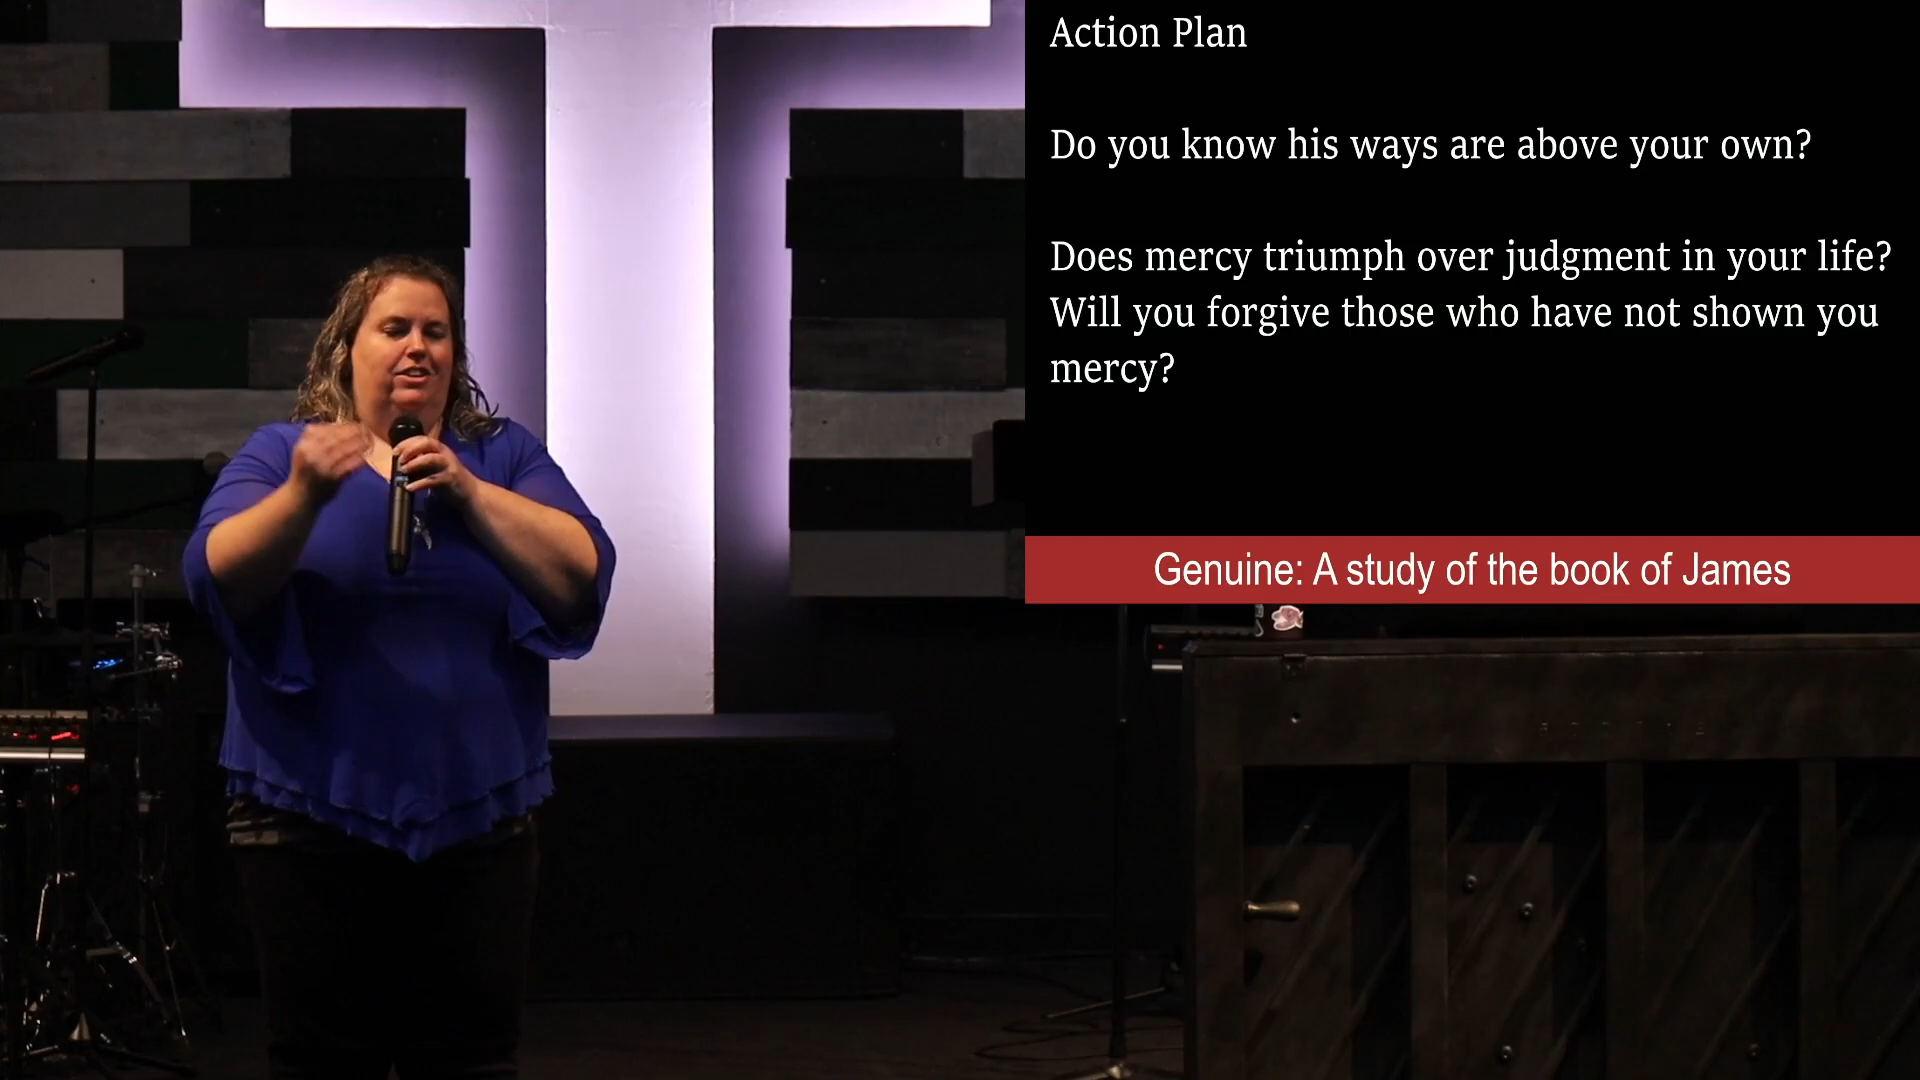 Action Plan
Do you know his ways are above your own?
Does mercy triumph over judgment in your life?
Will you forgive those who have not shown you
mercy?
Genuine: A study of the book of James